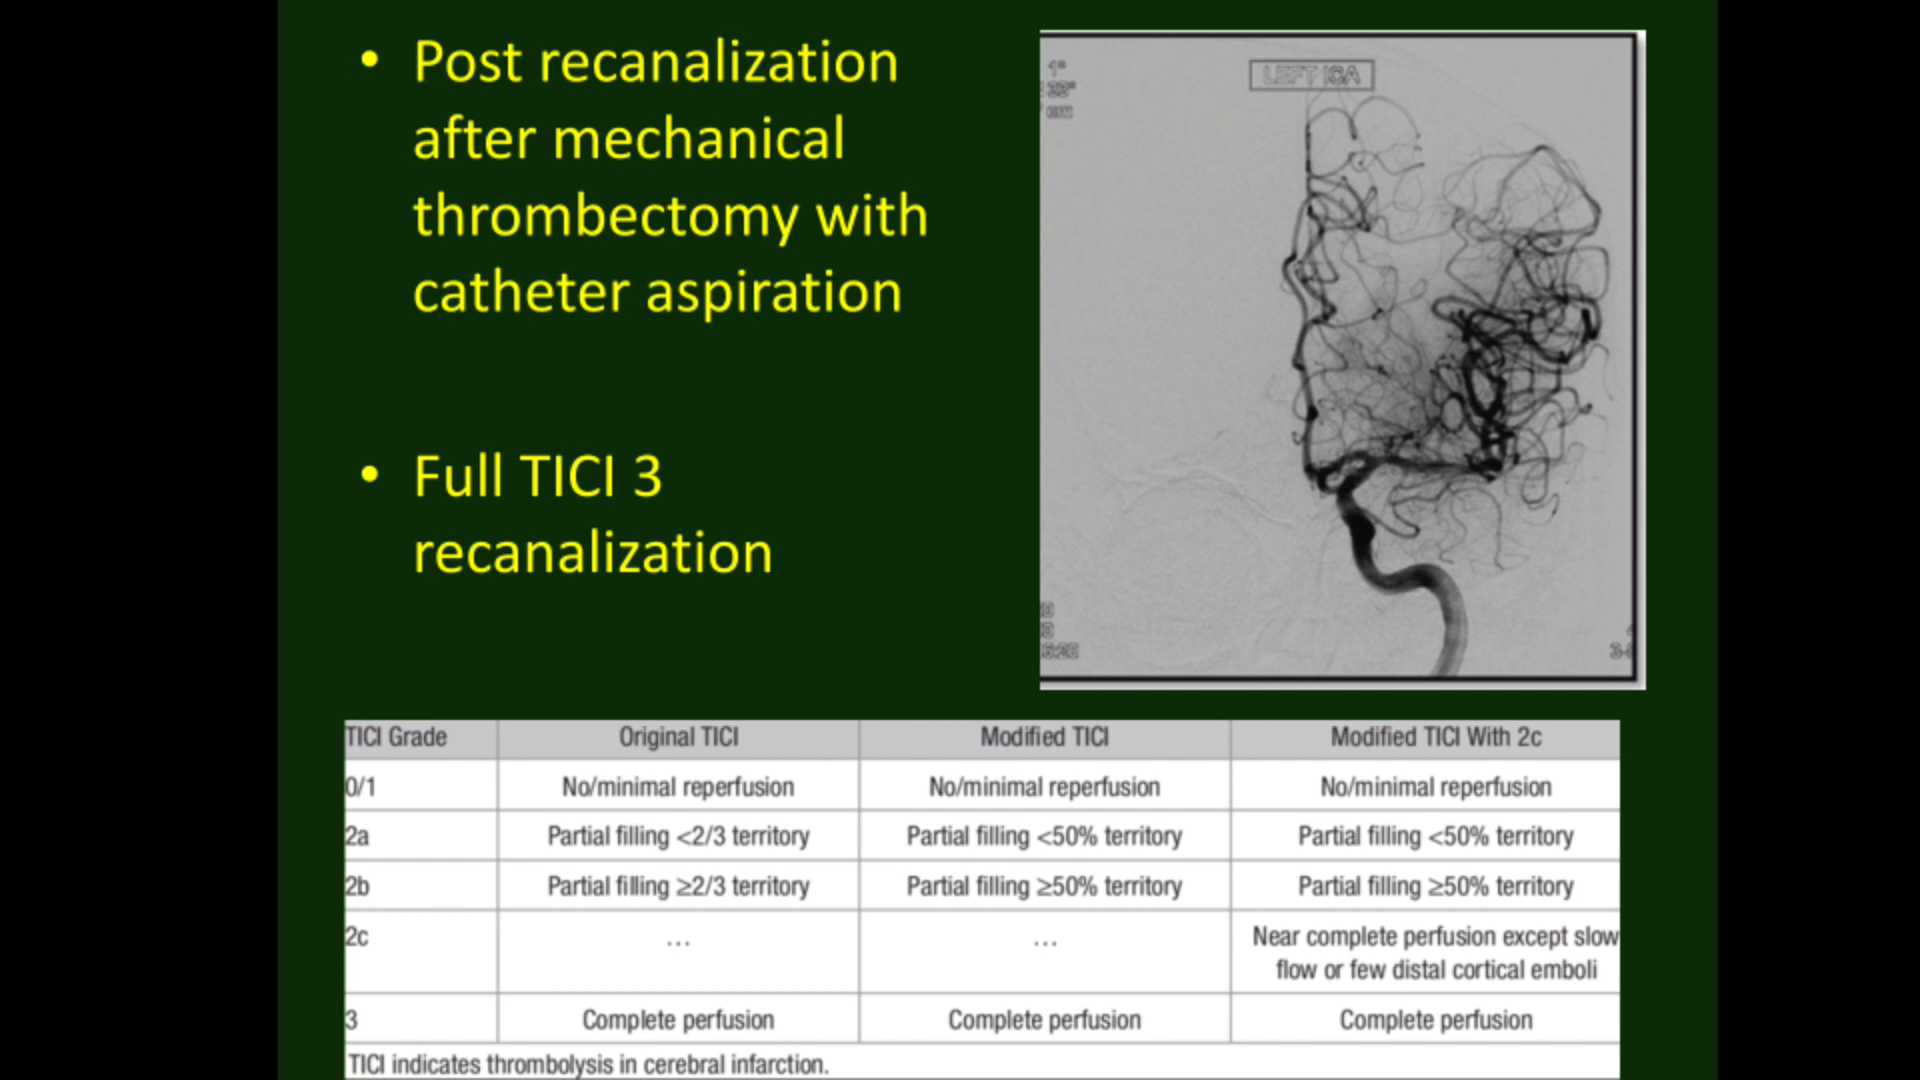 • Post recanalization
after mechanical
thrombectomy with
catheter aspiration
• Full TICI 3
recanalization
LEFT ICA
1°
cm
TICI Grade Original TICI Modified TICI Modified TICI With 2c
0/1 No/minimal reperfusion No/minimal reperfusion No/minimal reperfusion
2a Partial filling <2/3 territory Partial filling <50% territory Partial filling <50% territory
2b Partial filling ≥2/3 territory Partial filling ≥50% territory Partial filling ≥50% territory
2c ... ... Near complete perfusion except slow
flow or few distal cortical emboli
3 Complete perfusion Complete perfusion Complete perfusion
TICI indicates thrombolysis in cerebral infarction.